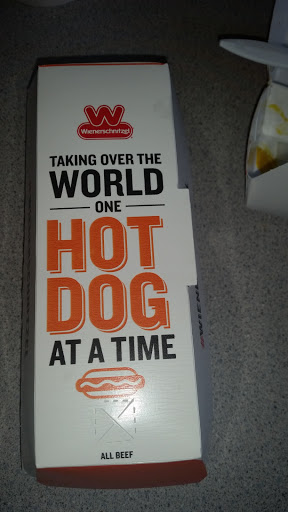 W
Wienerschnitzel
TAKING OVER THE
WORLD
ONE
HOT
DOG
AT A TIME
ALL BEEF